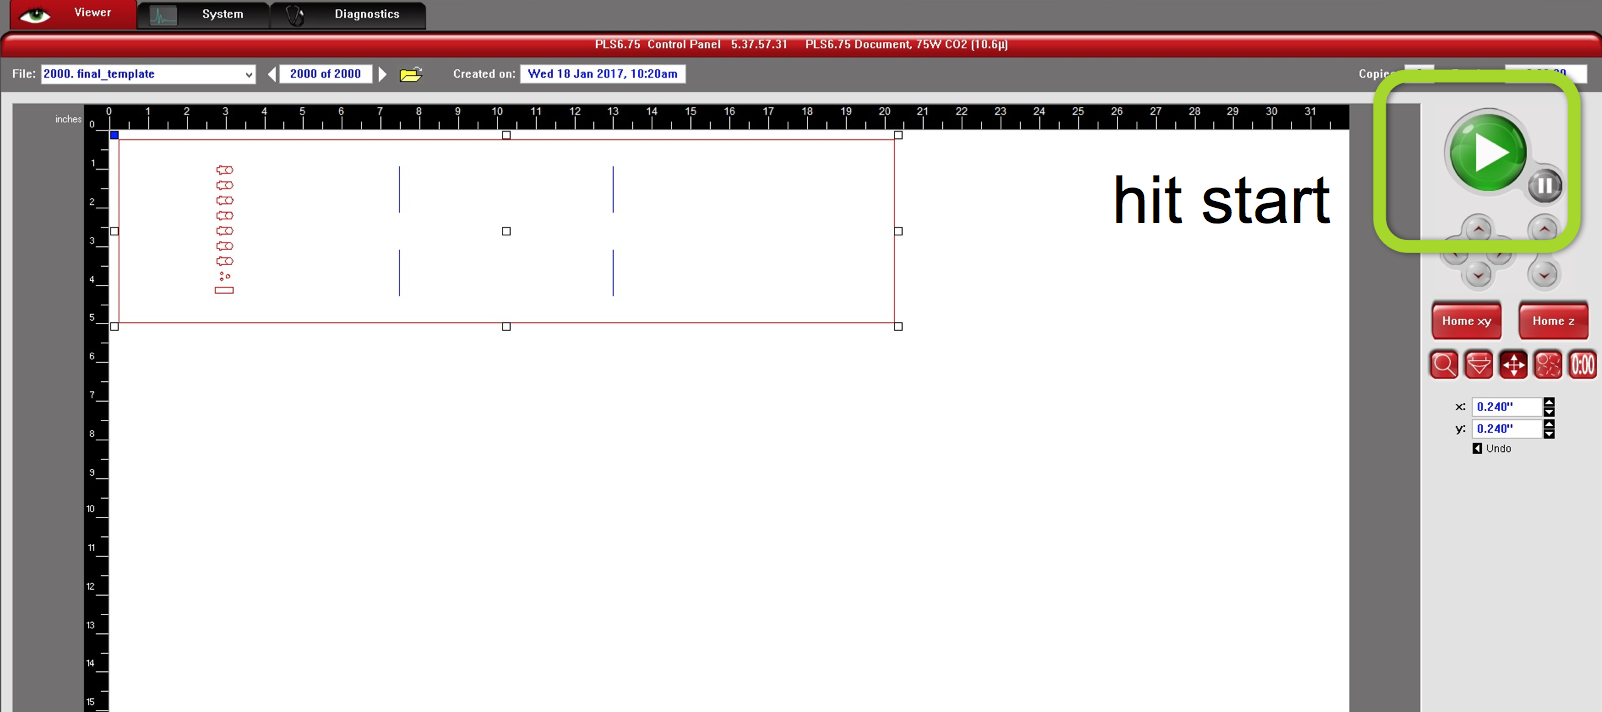 Viewer System Diagnostics
PLS6.75 Control Panel 5.37.57.31 PLS6.75 Document, 75W CO2 (10.6µ)
File: 2000. final_template 2000 of 2000 Created on: Wed 18 Jan 2017, 10:20am
inches 0 1 2 3 4 5 6 7 8 9 10 11 12 13 14 15 16 17 18 19 20 21 22 23 24 25 26 27 28 29 30 31
0
1
2
3
4
5
6
7
8
9
10
11
12
13
14
15
hit start
Home xy Home z
0:00
x: 0.240"
y: 0.240"
Undo